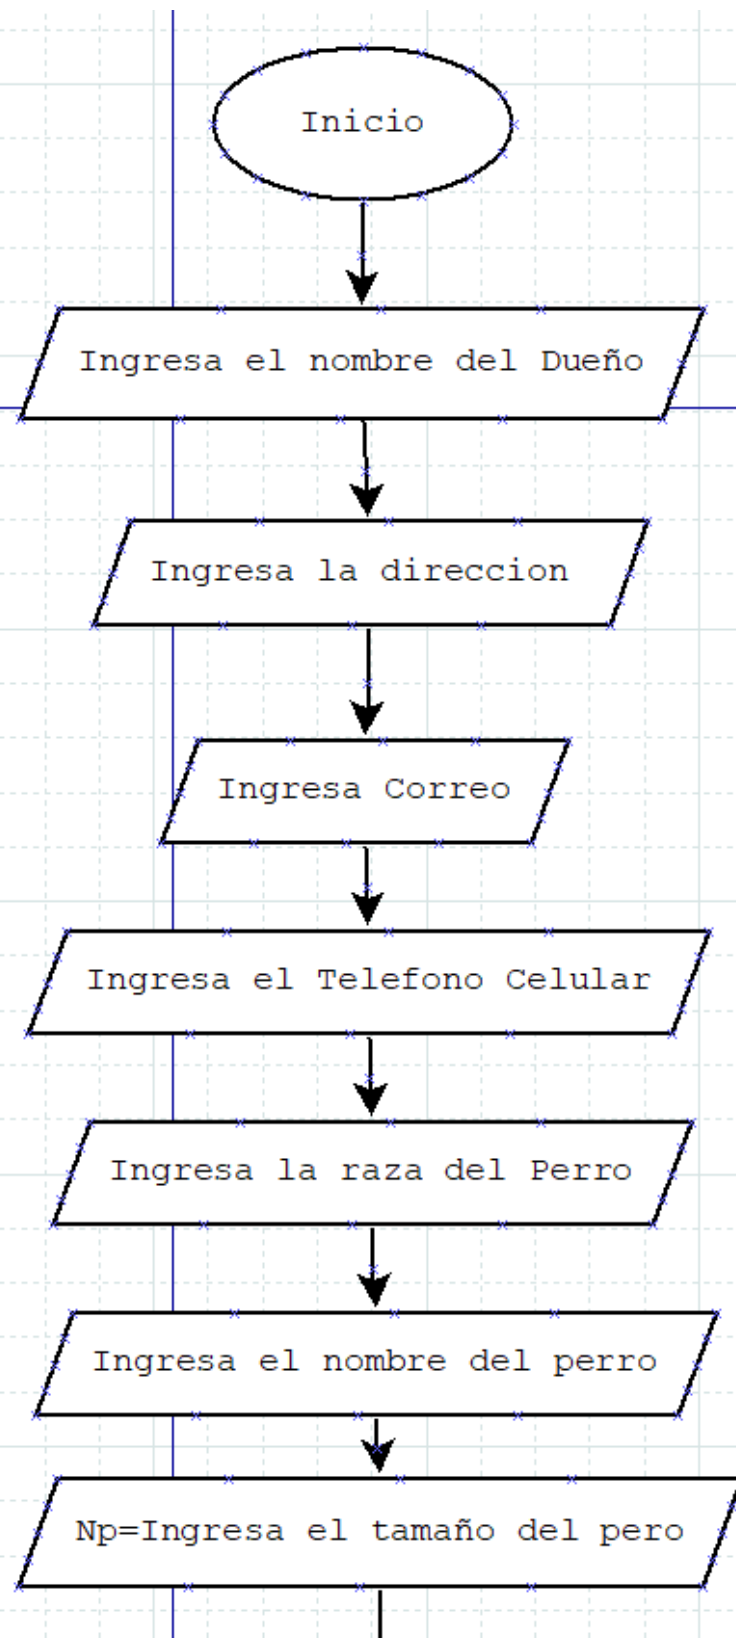 Inicio
Ingresa el nombre del Dueño
Ingresa la direccion
Ingresa Correo
Ingresa el Telefono Celular
Ingresa la raza del Perro
Ingresa el nombre del perro
Np=Ingresa el tamaño del pero